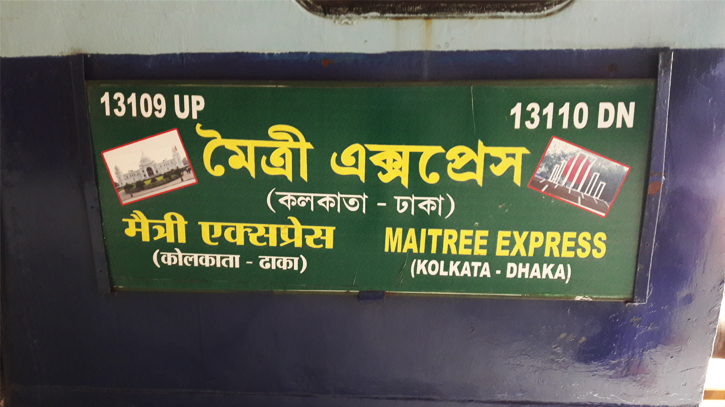 13109 UP
13110 DN
মৈত্রী এক্সপ্রেস
(কলকাতা - ঢাকা)
मैत्री एक्सप्रेस
(कोलकाता - ढाका)
MAITREE EXPRESS
(KOLKATA - DHAKA)